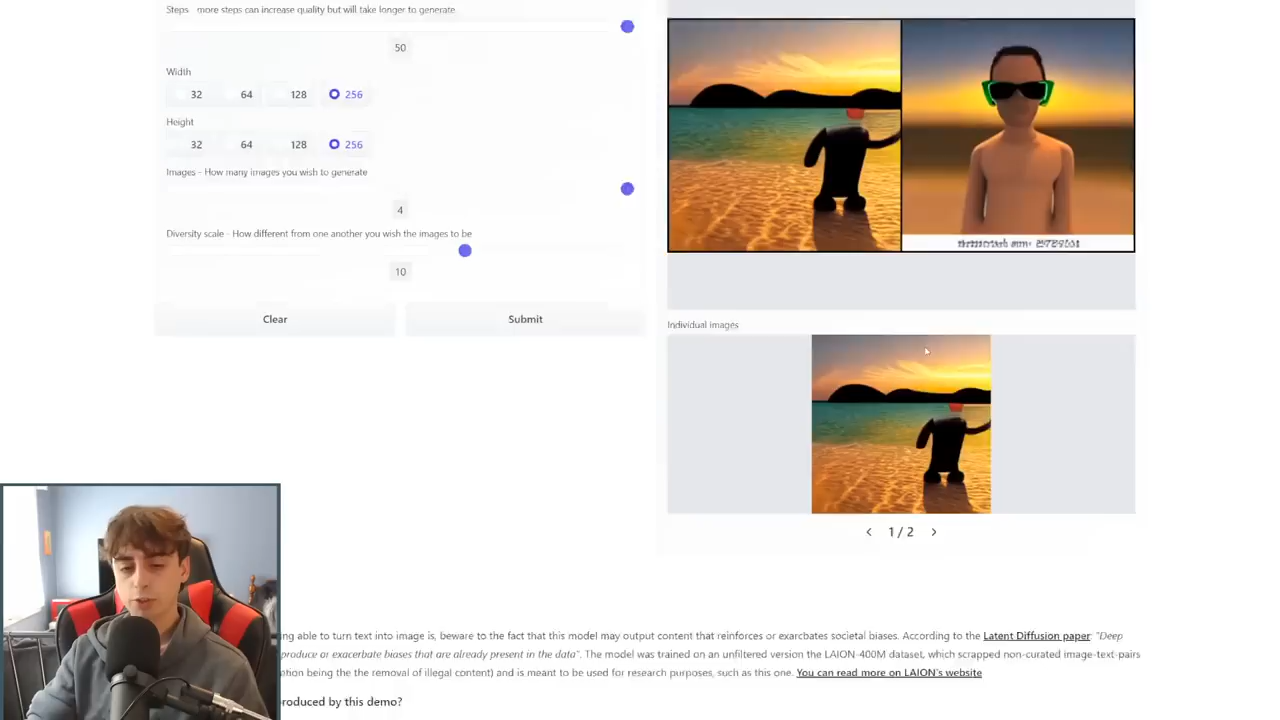 Steps - more steps can increase quality but will take longer to generate
50
Width
32 64 128 256
Height
32 64 128 256
Images - How many images you wish to generate
4
Diversity scale - How different from one another you wish the images to be
10
Clear Submit
Individual images
1 / 2
ing able to turn text into image is, beware to the fact that this model may output content that reinforces or exarcbates societal biases. According to the Latent Diffusion paper: "Deep
produce or exacerbate biases that are already present in the data". The model was trained on an unfiltered version the LAION-400M dataset, which scrapped non-curated image-text-pairs
ation being the the removal of illegal content) and is meant to be used for research purposes, such as this one. You can read more on LAION's website
produced by this demo?